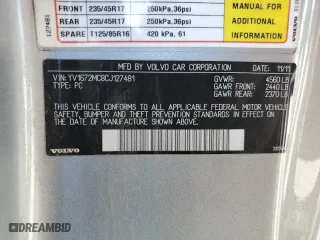 235/45R17 250kPa,36psi
235/45R17 250kPa,36psi
SPARE T125/85R16 420 kPa, 61
MANUAL FOR
ADDITIONAL
INFORMATION
127481
MFD BY VOLVO CAR CORPORATION 11/11
VIN: YV1672MC8CJ127481
TYPE: PC
GVWR: 4560 LB
GAWR FRONT: 2440 LB
GAWR REAR: 2370 LB
THIS VEHICLE CONFORMS TO ALL APPLICABLE FEDERAL MOTOR VEHICLE
SAFETY, BUMPER, AND THEFT PREVENTION STANDARDS IN EFFECT
ON THE DATE OF MANUFACTURE SHOWN ABOVE.
VOLVO
DREAMBID